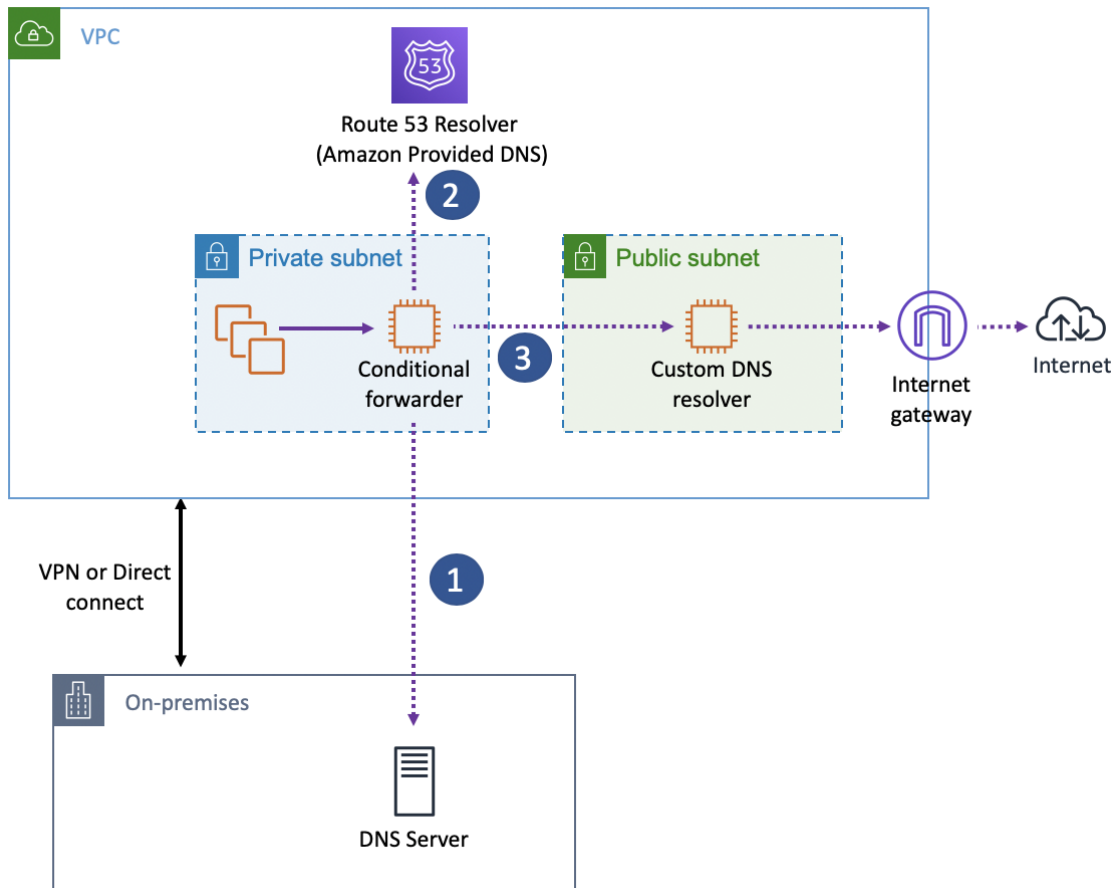 VPC
53
Route 53 Resolver
(Amazon Provided DNS)
2
Private subnet
Public subnet
3
Conditional
forwarder
Custom DNS
resolver
Internet
gateway
Internet
VPN or Direct
connect
1
On-premises
DNS Server